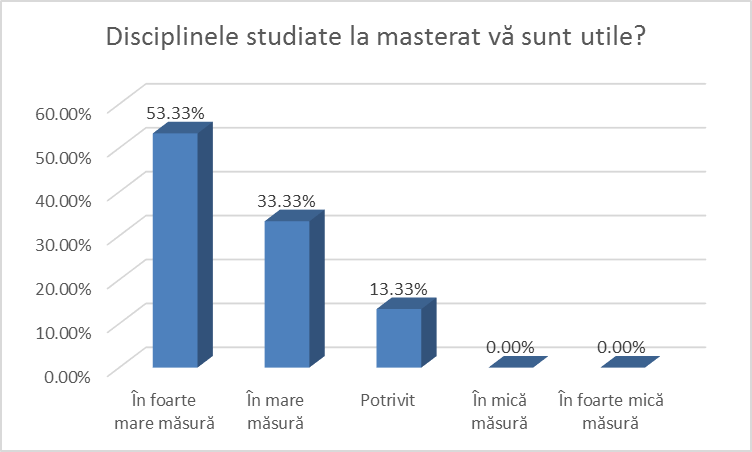 Disciplinele studiate la masterat vă sunt utile?
60.00%
50.00%
40.00%
30.00%
20.00%
10.00%
0.00%
53.33%
33.33%
13.33%
0.00%
0.00%
În foarte
mare măsură
În mare
măsură
Potrivit
În mică
măsură
În foarte mică
măsură